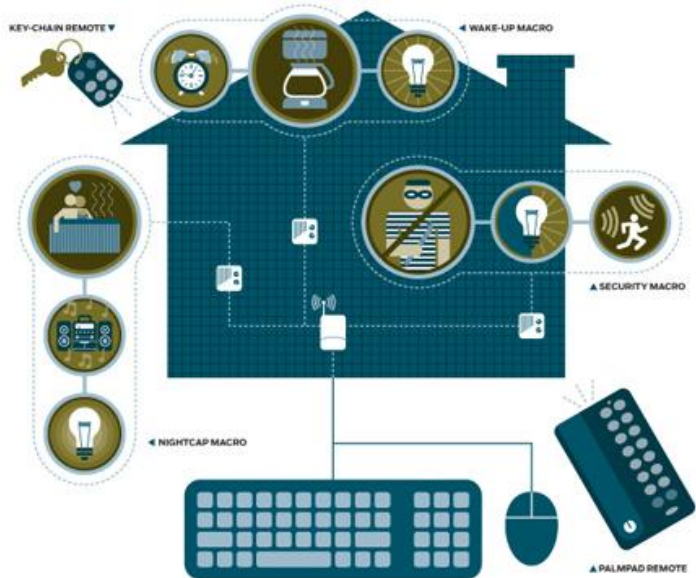 KEY-CHAIN REMOTE ▼
◀ WAKE-UP MACRO
▲ SECURITY MACRO
◀ NIGHTCAP MACRO
▲ PALMPAD REMOTE